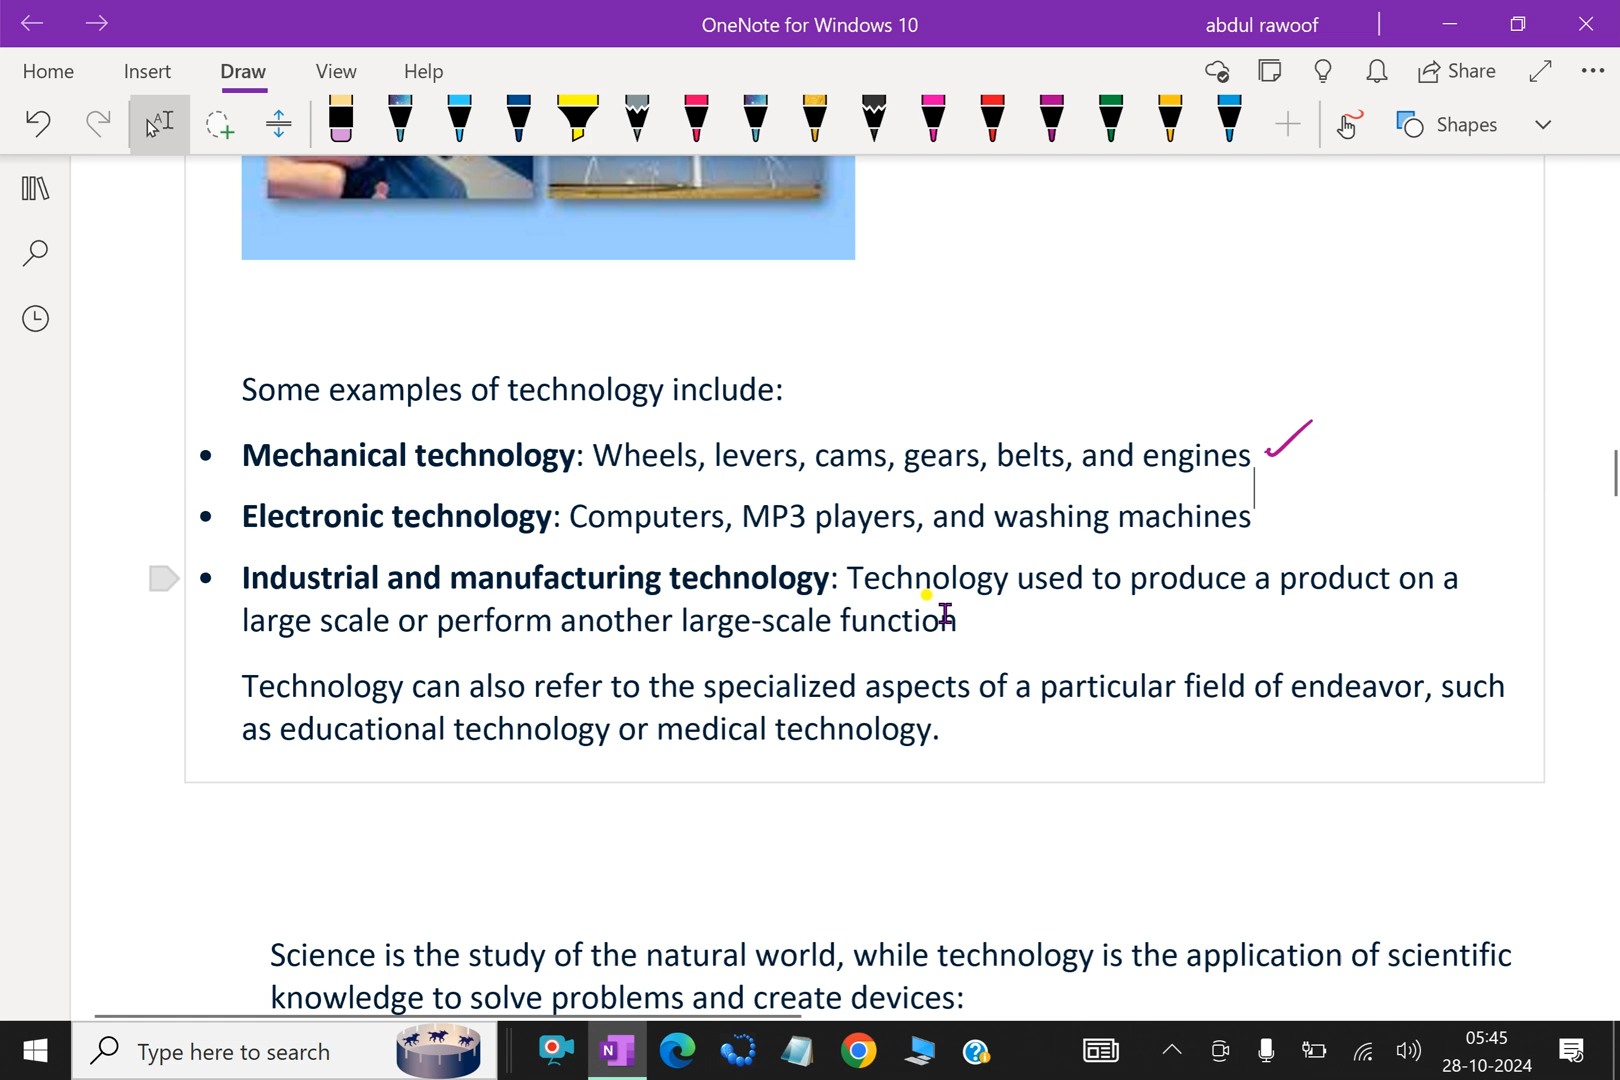 OneNote for Windows 10
abdul rawoof
Home Insert Draw View Help
Share
Shapes
Some examples of technology include:
• Mechanical technology: Wheels, levers, cams, gears, belts, and engines
• Electronic technology: Computers, MP3 players, and washing machines
• Industrial and manufacturing technology: Technology used to produce a product on a
large scale or perform another large-scale function
Technology can also refer to the specialized aspects of a particular field of endeavor, such
as educational technology or medical technology.
Science is the study of the natural world, while technology is the application of scientific
knowledge to solve problems and create devices:
Type here to search
05:45
28-10-2024